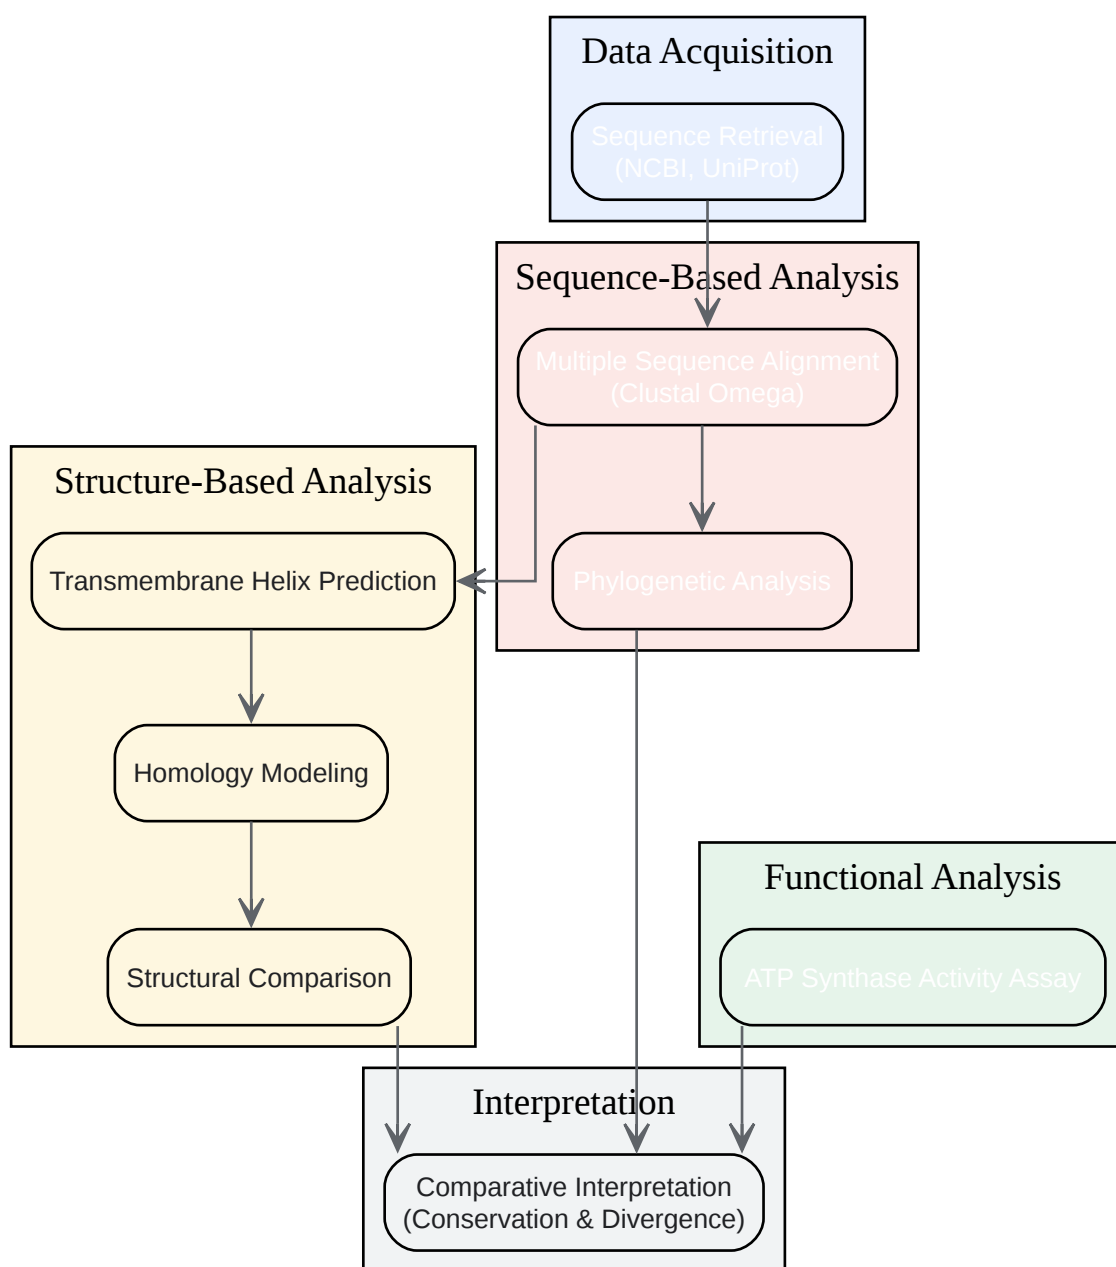 Data Acquisition
Sequence Retrieval
(NCBI, UniProt)
Sequence-Based Analysis
Multiple Sequence Alignment
(Clustal Omega)
Phylogenetic Analysis
Structure-Based Analysis
Transmembrane Helix Prediction
Homology Modeling
Structural Comparison
Functional Analysis
ATP Synthase Activity Assay
Interpretation
Comparative Interpretation
(Conservation & Divergence)